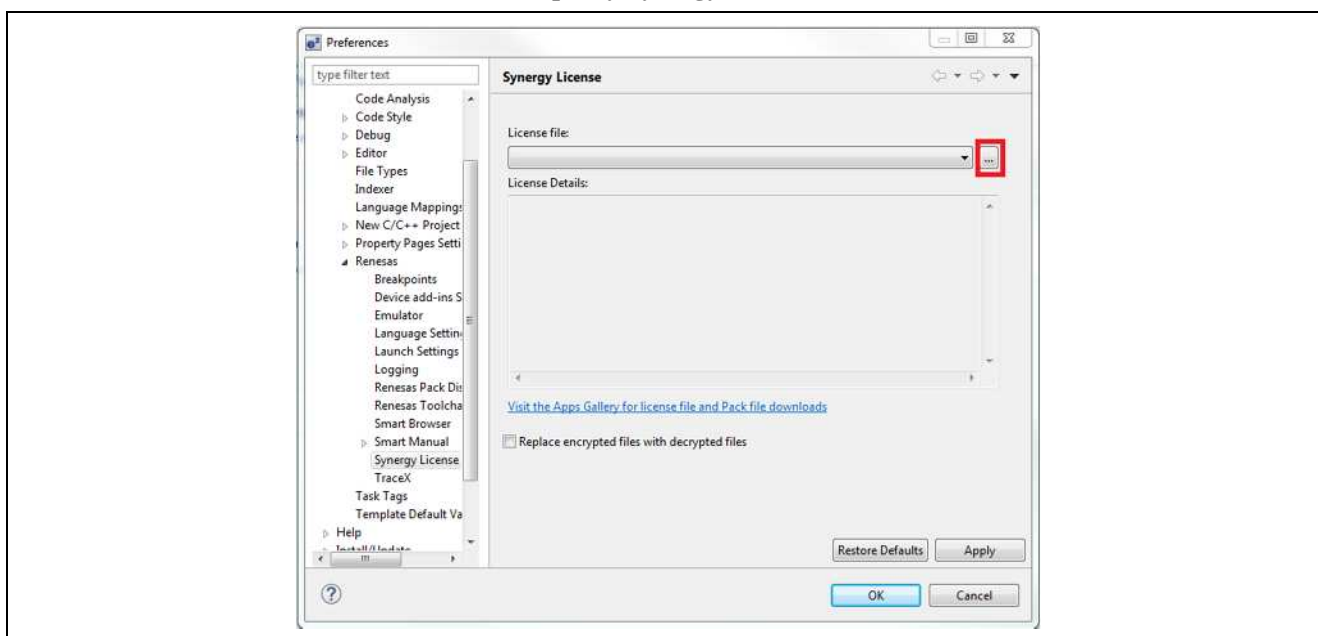 Preferences
type filter text
Code Analysis
Code Style
Debug
Editor
File Types
Indexer
Language Mappings
New C/C++ Project
Property Pages Setti
Renesas
Breakpoints
Device add-ins S
Emulator
Language Settin
Launch Settings
Logging
Renesas Pack Dis
Renesas Toolcha
Smart Browser
Smart Manual
Synergy License
TraceX
Task Tags
Template Default Va
Help
Install/Update
Synergy License
License file:
...
License Details:
Visit the Apps Gallery for license file and Pack file downloads
Replace encrypted files with decrypted files
Restore Defaults Apply
OK Cancel